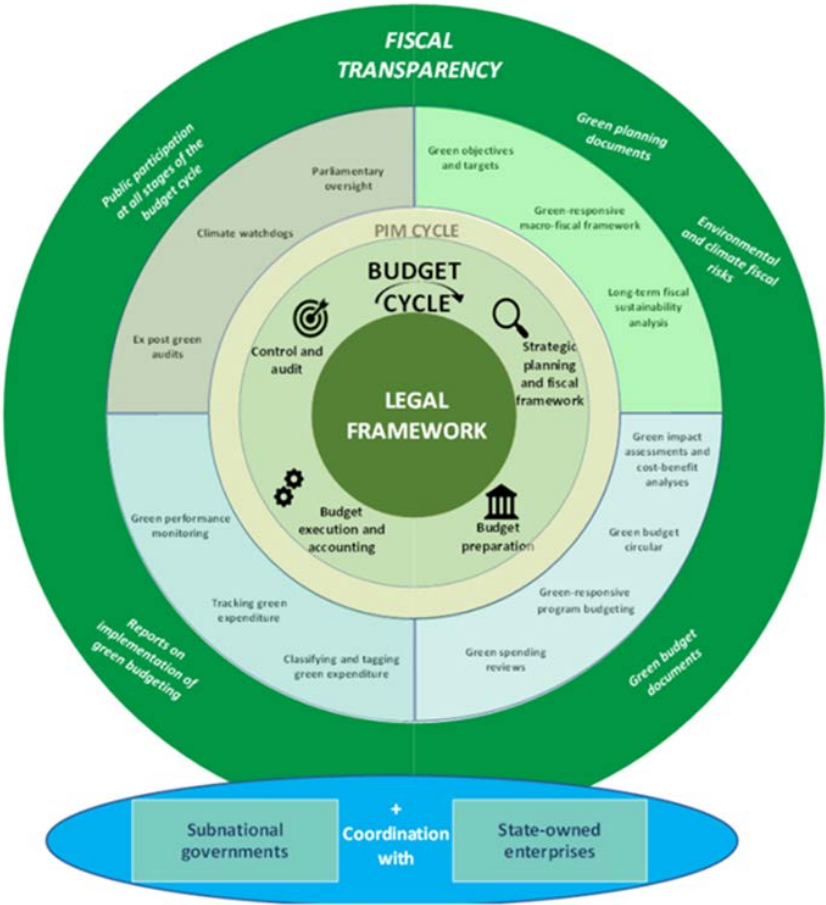 FISCAL
TRANSPARENCY
Public participation
at all stages of the
budget cycle
Green planning
documents
Environmental
and climate fiscal
risks
Parliamentary
oversight
Climate watchdogs
Ex post green
audits
Green objectives
and targets
Green-responsive
macro-fiscal framework
Long-term fiscal
sustainability
analysis
PIM CYCLE
BUDGET
CYCLE
Control and
audit
Strategic
planning
and fiscal
framework
LEGAL
FRAMEWORK
Budget
execution and
accounting
Budget
preparation
Green impact
assessments and
cost-benefit
analyses
Green budget
circular
Green-responsive
program budgeting
Green spending
reviews
Green performance
monitoring
Tracking green
expenditure
Classifying and tagging
green expenditure
Reports on
implementation of
green budgeting
Green budget
documents
Subnational
governments
+
Coordination
with
State-owned
enterprises